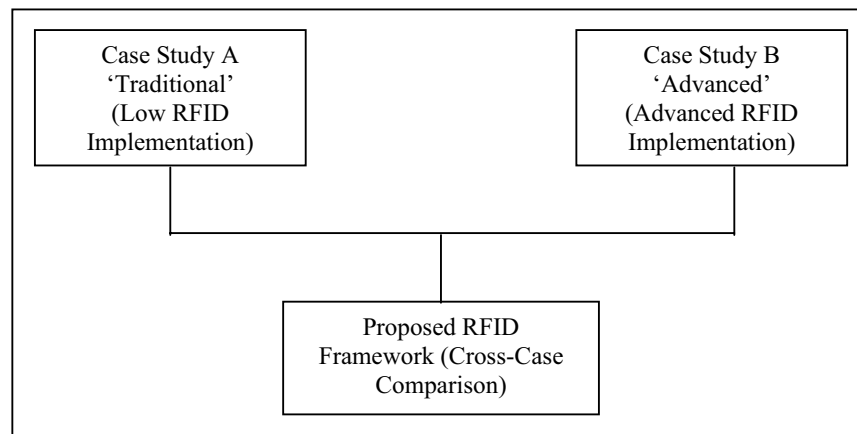 Case Study A
‘Traditional’
(Low RFID
Implementation)
Case Study B
‘Advanced’
(Advanced RFID
Implementation)
Proposed RFID
Framework (Cross-Case
Comparison)